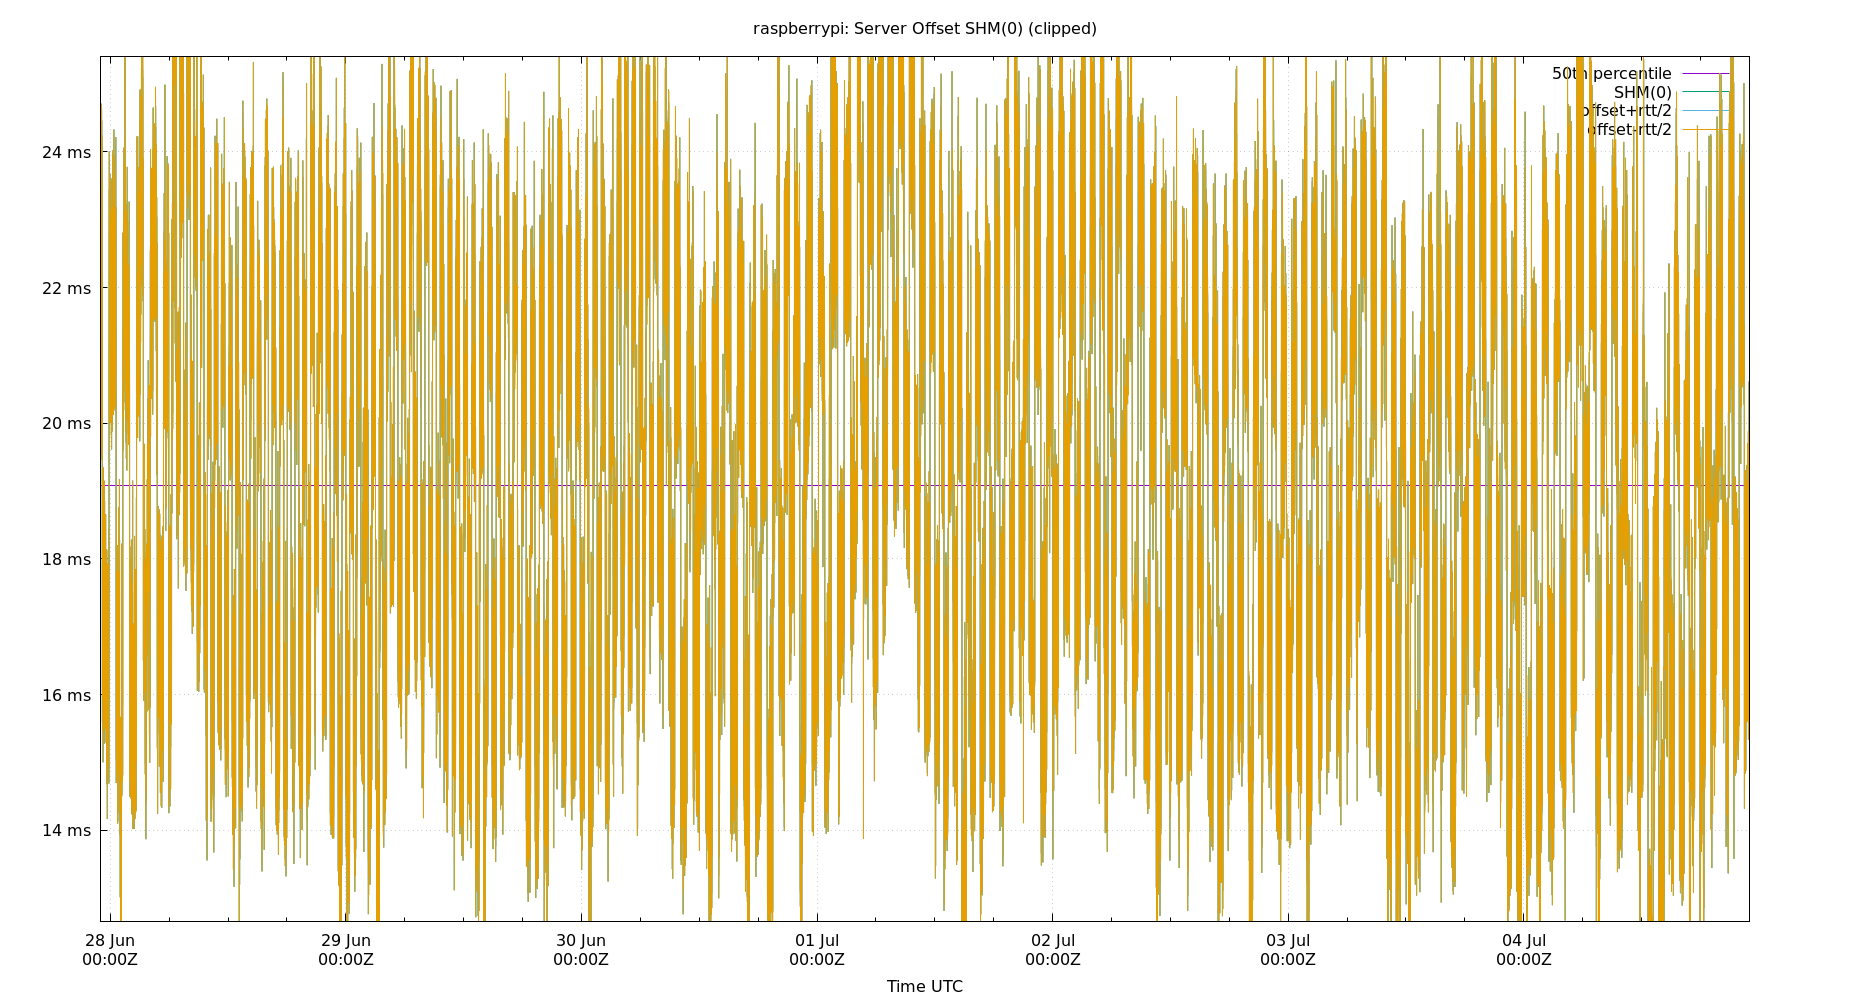 raspberrypi: Server Offset SHM(0) (clipped)
50th percentile
SHM(0)
offset+rtt/2
offset-rtt/2
24 ms
22 ms
20 ms
18 ms
16 ms
14 ms
28 Jun 29 Jun 30 Jun 01 Jul 02 Jul 03 Jul 04 Jul
00:00Z 00:00Z 00:00Z 00:00Z 00:00Z 00:00Z 00:00Z
Time UTC